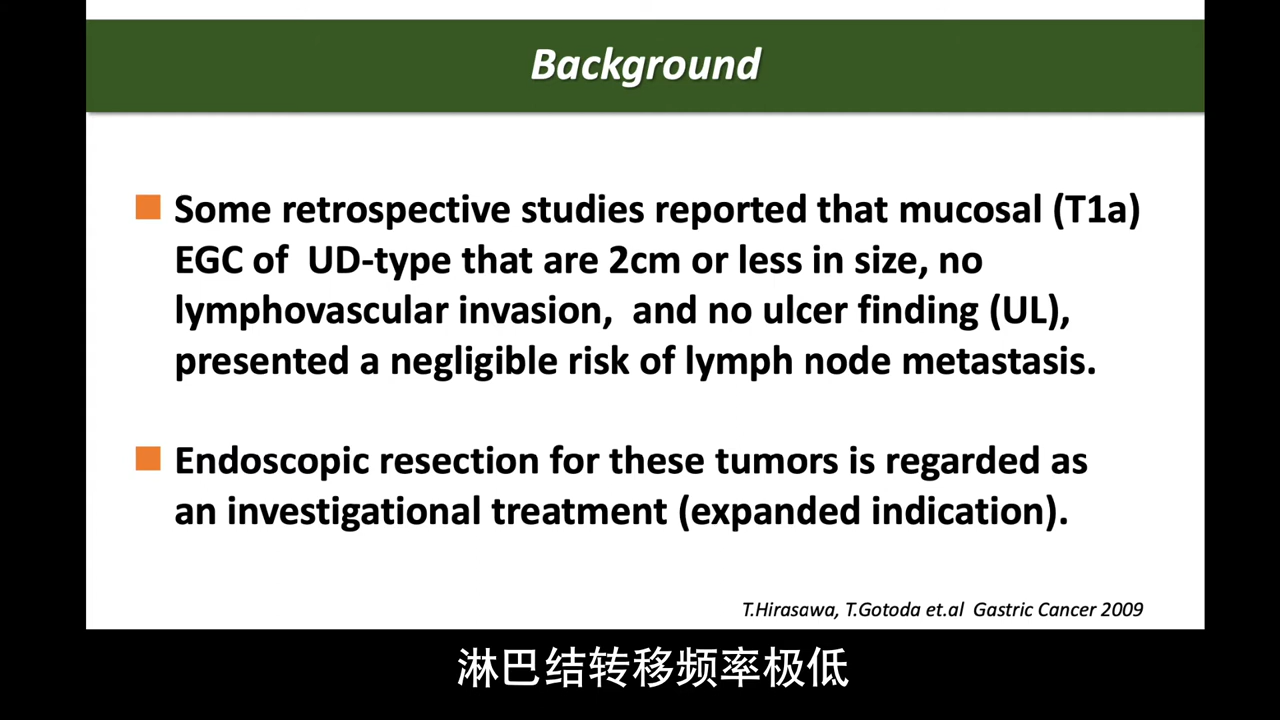 Background
Some retrospective studies reported that mucosal (T1a)
EGC of UD-type that are 2cm or less in size, no
lymphovascular invasion, and no ulcer finding (UL),
presented a negligible risk of lymph node metastasis.
Endoscopic resection for these tumors is regarded as
an investigational treatment (expanded indication).
T.Hirasawa, T.Gotoda et.al Gastric Cancer 2009
淋巴结转移频率极低